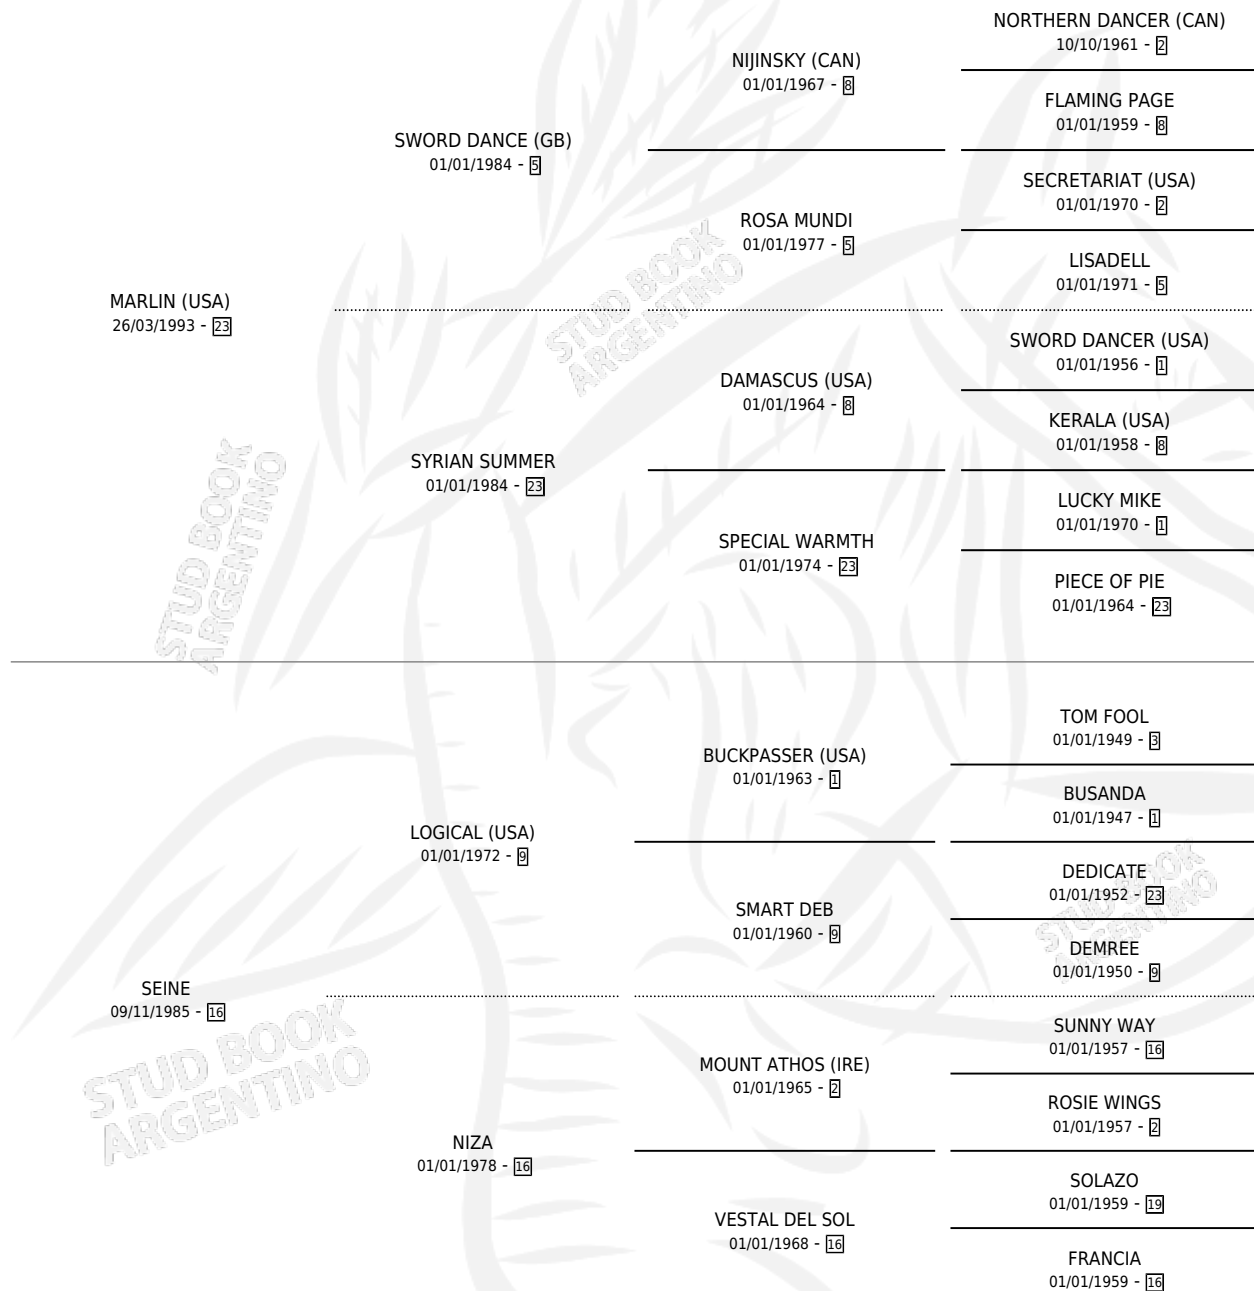 NORTHERN DANCER (CAN)
10/10/1961 - 2
NIJINSKY (CAN)
01/01/1967 - 8
FLAMING PAGE
01/01/1959 - 8
SWORD DANCE (GB)
01/01/1984 - 5
SECRETARIAT (USA)
01/01/1970 - 2
ROSA MUNDI
01/01/1977 - 5
LISADELL
01/01/1971 - 5
MARLIN (USA)
26/03/1993 - 23
STUD BOOK
ARGENTINO
SWORD DANCER (USA)
01/01/1956 - 1
DAMASCUS (USA)
01/01/1964 - 8
KERALA (USA)
01/01/1958 - 8
SYRIAN SUMMER
01/01/1984 - 23
LUCKY MIKE
01/01/1970 - 1
SPECIAL WARMTH
01/01/1974 - 23
PIECE OF PIE
01/01/1964 - 23
STUD BOOK
ARGENTINO
TOM FOOL
01/01/1949 - 3
BUCKPASSER (USA)
01/01/1963 - 1
BUSANDA
01/01/1947 - 1
LOGICAL (USA)
01/01/1972 - 9
DEDICATE
01/01/1952 - 23
STUD BOOK
ARGENTINO
SMART DEB
01/01/1960 - 9
DEMREE
01/01/1950 - 9
SEINE
09/11/1985 - 16
STUD BOOK
ARGENTINO
SUNNY WAY
01/01/1957 - 16
MOUNT ATHOS (IRE)
01/01/1965 - 2
ROSIE WINGS
01/01/1957 - 2
NIZA
01/01/1978 - 16
SOLAZO
01/01/1959 - 19
VESTAL DEL SOL
01/01/1968 - 16
FRANCIA
01/01/1959 - 16